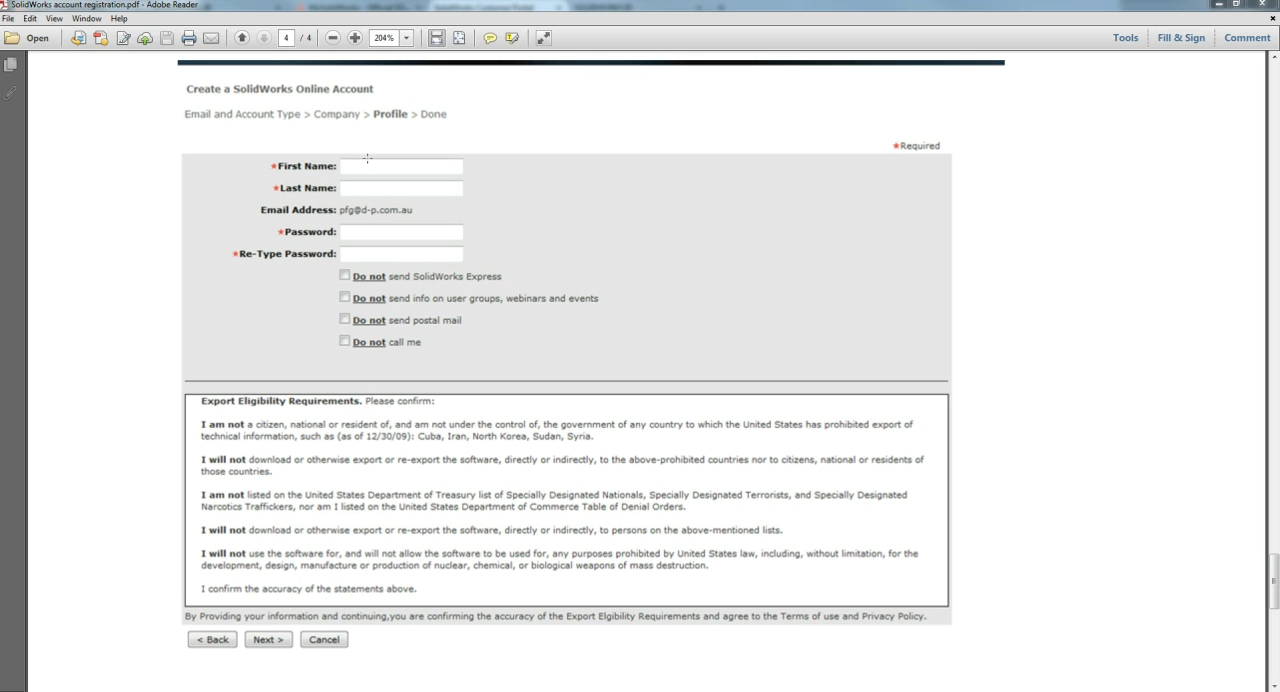 SolidWorks account registration.pdf - Adobe Reader
File Edit View Window Help
Open 4 / 4 204% Tools Fill & Sign Comment
Create a SolidWorks Online Account
Email and Account Type > Company > Profile > Done
*Required
*First Name:
*Last Name:
Email Address: pfg@d-p.com.au
*Password:
*Re-Type Password:
Do not send SolidWorks Express
Do not send info on user groups, webinars and events
Do not send postal mail
Do not call me
Export Eligibility Requirements. Please confirm:
I am not a citizen, national or resident of, and am not under the control of, the government of any country to which the United States has prohibited export of
technical information, such as (as of 12/30/09): Cuba, Iran, North Korea, Sudan, Syria.
I will not download or otherwise export or re-export the software, directly or indirectly, to the above-prohibited countries nor to citizens, national or residents of
those countries.
I am not listed on the United States Department of Treasury list of Specially Designated Nationals, Specially Designated Terrorists, and Specially Designated
Narcotics Traffickers, nor am I listed on the United States Department of Commerce Table of Denial Orders.
I will not download or otherwise export or re-export the software, directly or indirectly, to persons on the above-mentioned lists.
I will not use the software for, and will not allow the software to be used for, any purposes prohibited by United States law, including, without limitation, for the
development, design, manufacture or production of nuclear, chemical, or biological weapons of mass destruction.
I confirm the accuracy of the statements above.
By Providing your information and continuing,you are confirming the accuracy of the Export Elgibility Requirements and agree to the Terms of use and Privacy Policy.
< Back Next > Cancel